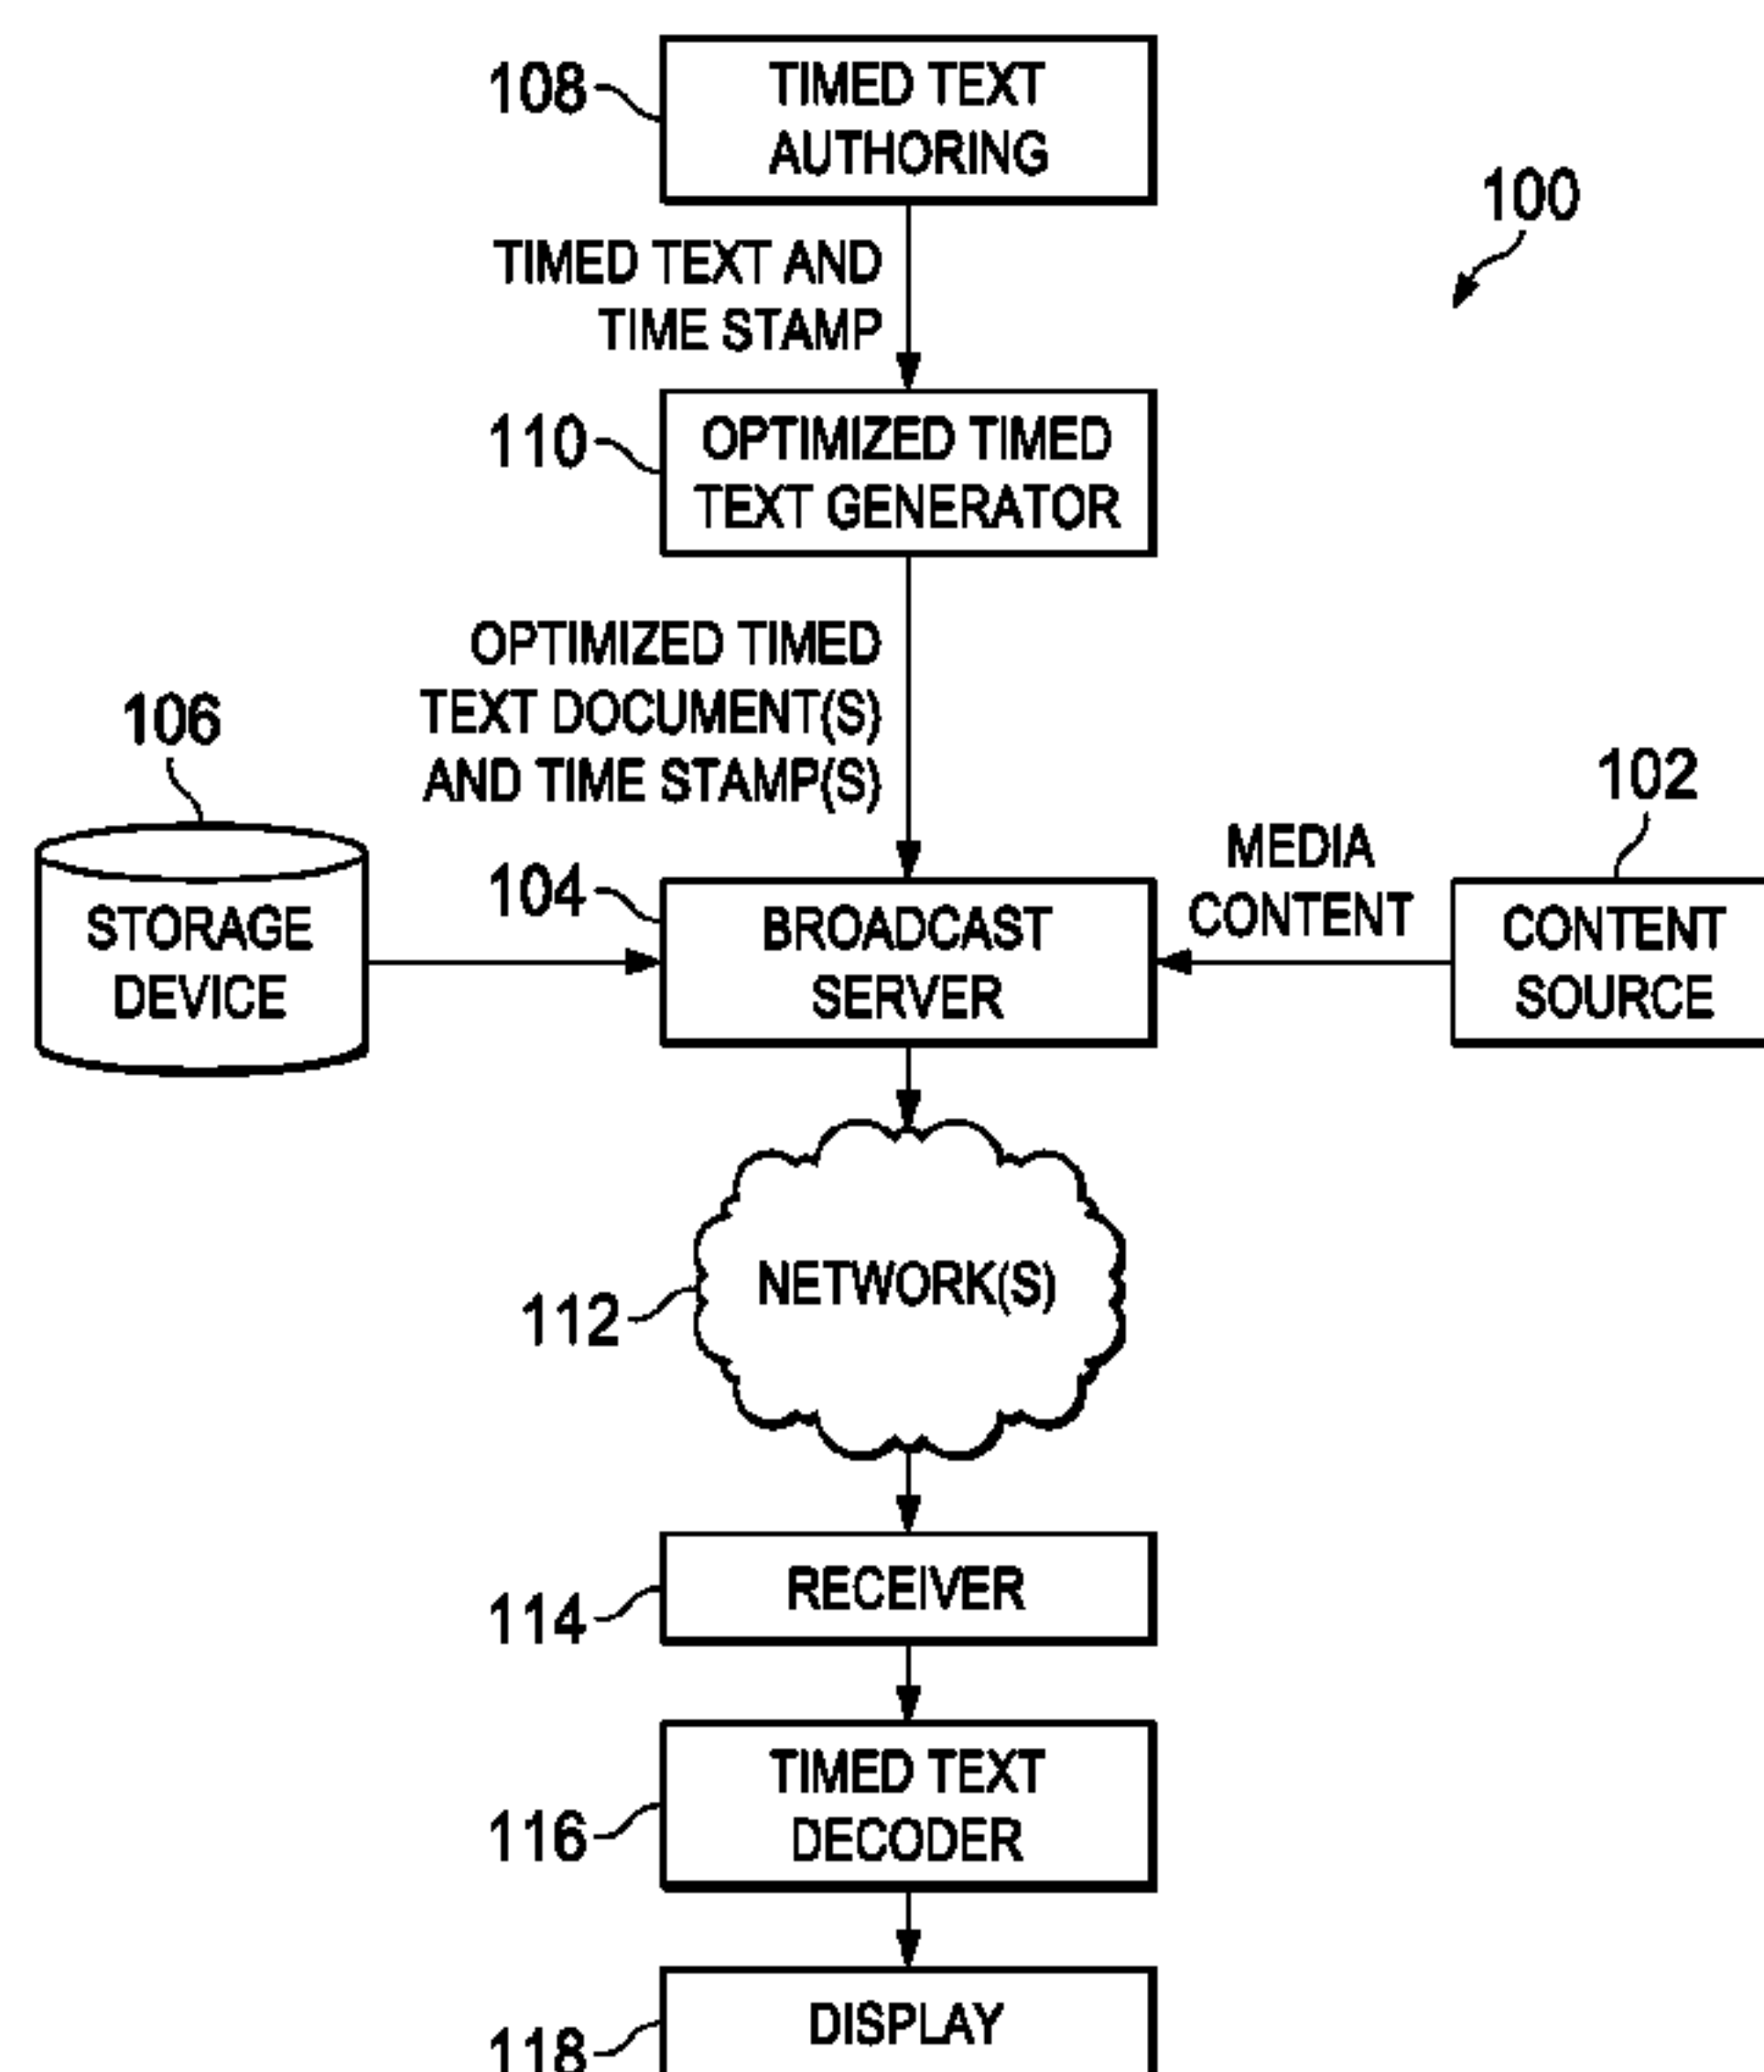 108
TIMED TEXT
AUTHORING
100
TIMED TEXT AND
TIME STAMP
110
OPTIMIZED TIMED
TEXT GENERATOR
OPTIMIZED TIMED
TEXT DOCUMENT(S)
AND TIME STAMP(S)
106
STORAGE
DEVICE
104
BROADCAST
SERVER
MEDIA
CONTENT
102
CONTENT
SOURCE
112
NETWORK(S)
114
RECEIVER
116
TIMED TEXT
DECODER
118
DISPLAY